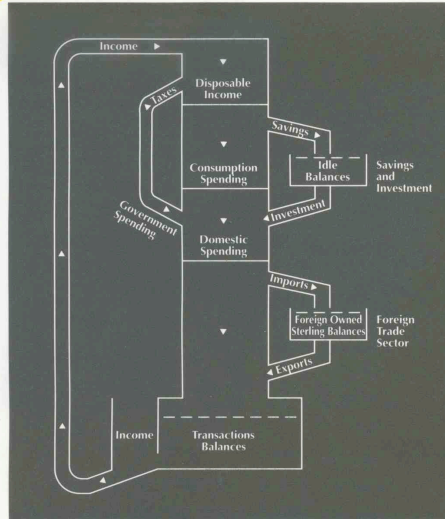 Income
Disposable
Income
Taxes
Savings
Idle
Balances
Savings
and
Investment
Consumption
Spending
Investment
Government
Spending
Domestic
Spending
Imports
Foreign Owned
Sterling Balances
Foreign
Trade
Sector
Exports
Income
Transactions
Balances